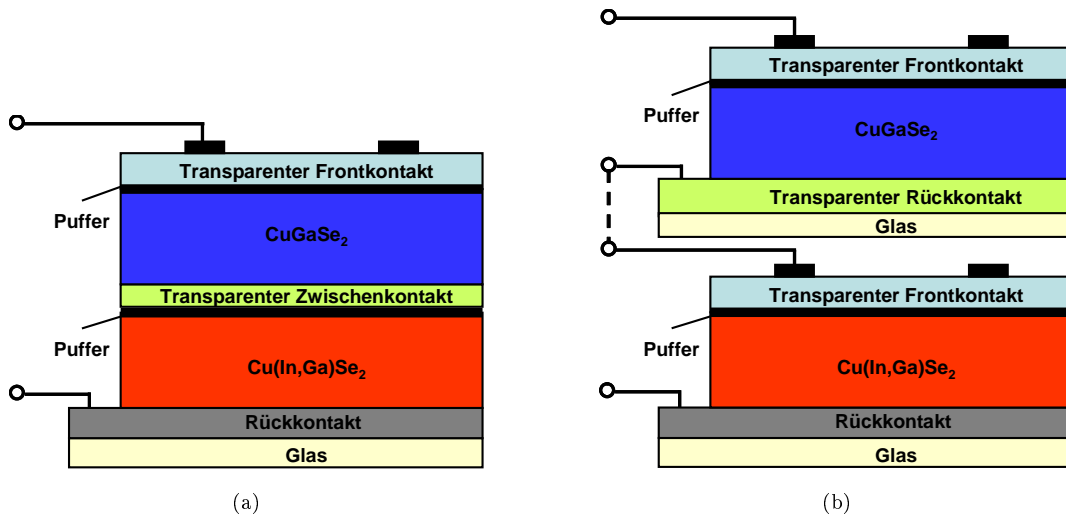 Transparenter Frontkontakt
Puffer
CuGaSe₂
Transparenter Zwischenkontakt
Puffer
Cu(In,Ga)Se₂
Rückkontakt
Glas
(a)
Transparenter Frontkontakt
Puffer
CuGaSe₂
Transparenter Rückkontakt
Glas
Transparenter Frontkontakt
Puffer
Cu(In,Ga)Se₂
Rückkontakt
Glas
(b)